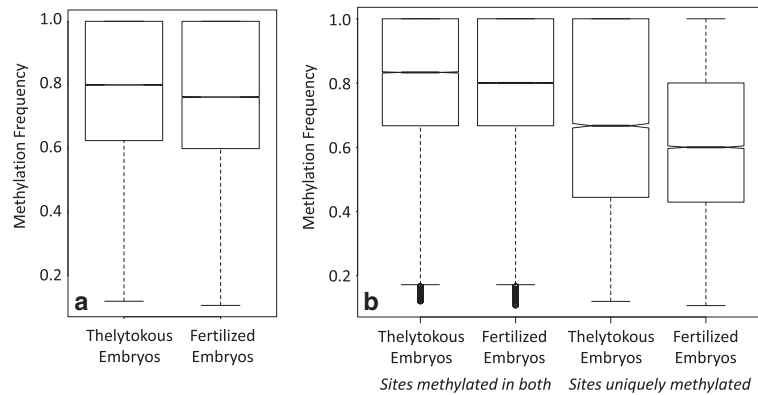 Methylation Frequency
1.0
0.8
0.6
0.4
0.2
a
Thelytokous
Embryos
Fertilized
Embryos
Methylation Frequency
1.0
0.8
0.6
0.4
0.2
b
Thelytokous
Embryos
Fertilized
Embryos
Thelytokous
Embryos
Fertilized
Embryos
Sites methylated in both
Sites uniquely methylated